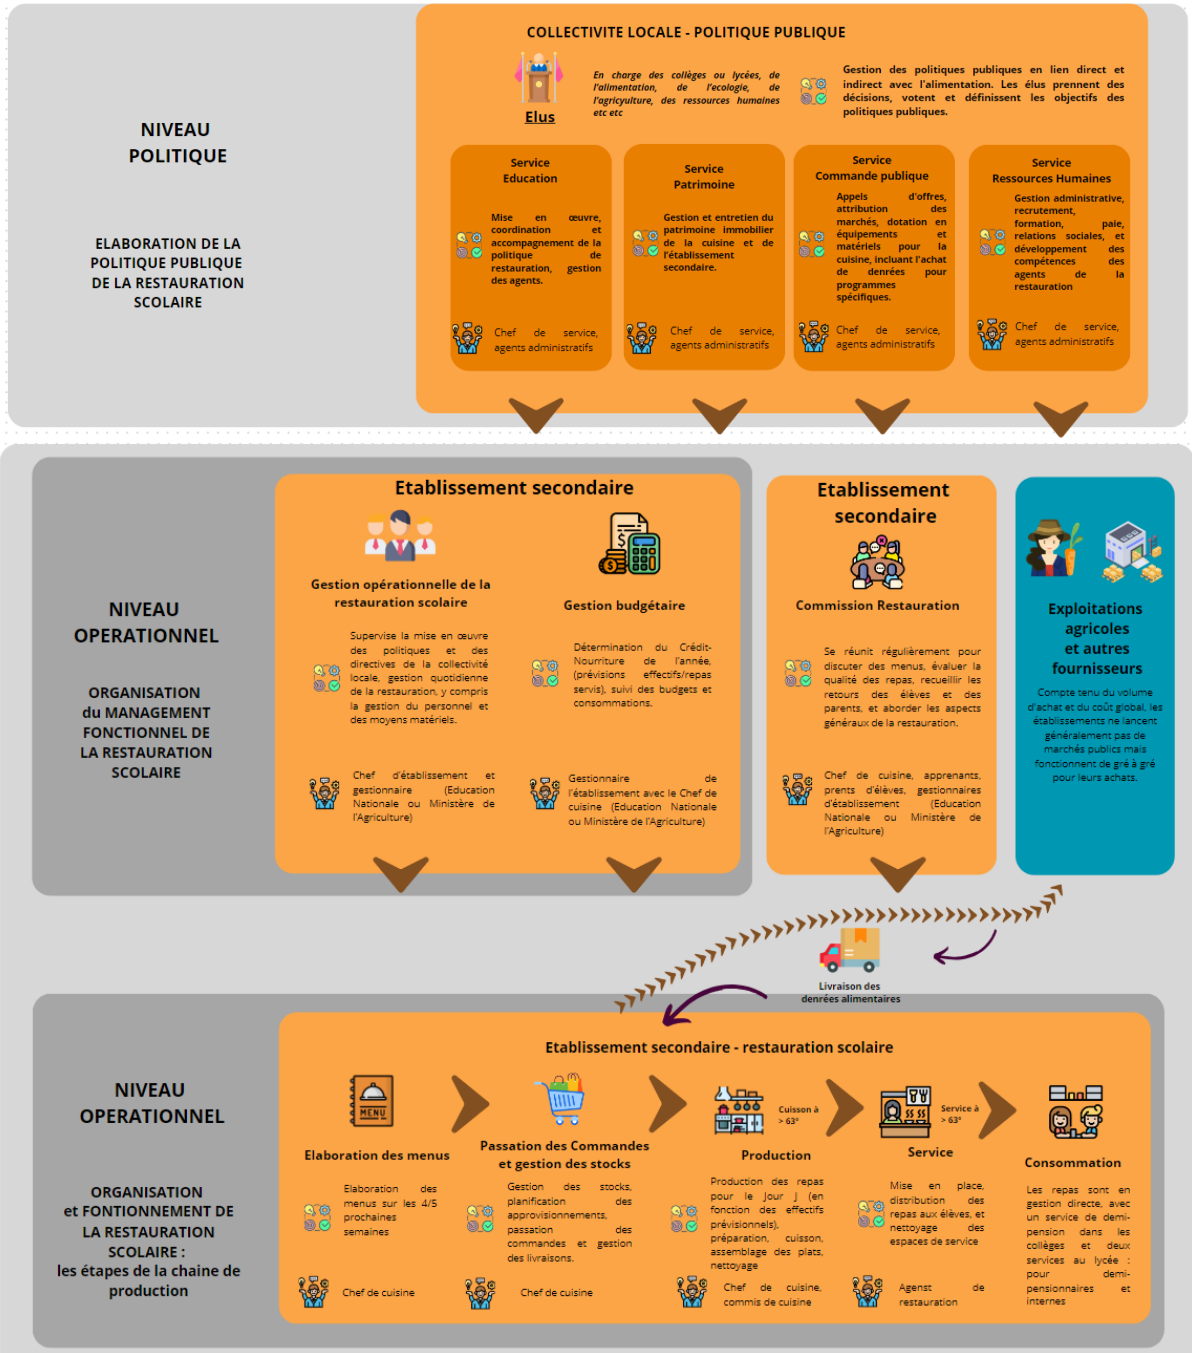 COLLECTIVITE LOCALE - POLITIQUE PUBLIQUE
Elus
En charge des collèges ou lycées, de
l'alimentation, de l'ecologie, de
l'agricyulture, des ressources humaines
etc etc
Gestion des politiques publiques en lien direct et
indirect avec l'alimentation. Les élus prennent des
décisions, votent et définissent les objectifs des
politiques publiques.
NIVEAU
POLITIQUE
ELABORATION DE LA
POLITIQUE PUBLIQUE
DE LA RESTAURATION
SCOLAIRE
Service
Education
Mise en œuvre,
coordination et
accompagnement de la
politique de
restauration, gestion
des agents.
Chef de service,
agents administratifs
Service
Patrimoine
Gestion et entretien du
patrimoine immobilier
de la cuisine et de
l'établissement
secondaire.
Chef de service,
agents administratifs
Service
Commande publique
Appels d'offres,
attribution des
marchés, dotation en
équipements et
matériels pour la
cuisine, incluant l'achat
de denrées pour
programmes
spécifiques.
Chef de service,
agents administratifs
Service
Ressources Humaines
Gestion administrative,
recrutement,
formation, paie,
relations sociales, et
développement des
compétences des
agents de la
restauration
Chef de service,
agents administratifs
NIVEAU
OPERATIONNEL
ORGANISATION
du MANAGEMENT
FONCTIONNEL DE
LA RESTAURATION
SCOLAIRE
Etablissement secondaire
Gestion opérationnelle de la
restauration scolaire
Supervise la mise en œuvre
des politiques et des
directives de la collectivité
locale, gestion quotidienne
de la restauration, y compris
la gestion du personnel et
des moyens matériels.
Chef d'établissement et
gestionnaire (Education
Nationale ou Ministère de
l'Agriculture)
Gestion budgétaire
Détermination du Crédit-
Nourriture de l'année,
(prévisions effectifs/repas
servis), suivi des budgets et
consommations.
Gestionnaire de
l'établissement avec le Chef de
cuisine (Education Nationale
ou Ministère de l'Agriculture)
Etablissement
secondaire
Commission Restauration
Se réunit régulièrement pour
discuter des menus, évaluer la
qualité des repas, recueillir les
retours des élèves et des
parents, et aborder les aspects
généraux de la restauration.
Chef de cuisine, apprenants,
prents d'élèves, gestionnaires
d'établissement (Education
Nationale ou Ministère de
l'Agriculture)
Exploitations
agricoles
et autres
fournisseurs
Compte tenu du volume
d'achat et du coût global, les
établissements ne lancent
généralement pas de
marchés publics mais
fonctionnent de gré à gré
pour leurs achats.
Livraison des
denrées alimentaires
NIVEAU
OPERATIONNEL
ORGANISATION
et FONTIONNEMENT DE
LA RESTAURATION
SCOLAIRE :
les étapes de la chaine de
production
Etablissement secondaire - restauration scolaire
MENU
Elaboration des menus
Elaboration des
menus sur les 4/5
prochaines
semaines
Chef de cuisine
Passation des Commandes
et gestion des stocks
Gestion des stocks,
planification des
approvisionnements,
passation des
commandes et gestion
des livraisons.
Chef de cuisine
Cuisson à
> 63°
Production
Production des repas
pour le Jour J (en
fonction des effectifs
prévisionnels),
préparation, cuisson,
assemblage des plats,
nettoyage
Chef de cuisine,
commis de cuisine
Service à
> 63°
Service
Mise en place,
distribution des
repas aux élèves, et
nettoyage des
espaces de service
Agenst de
restauration
Consommation
Les repas sont en
gestion directe, avec
un service de demi-
pension dans les
collèges et deux
services au lycée :
pour demi-
pensionnaires et
internes